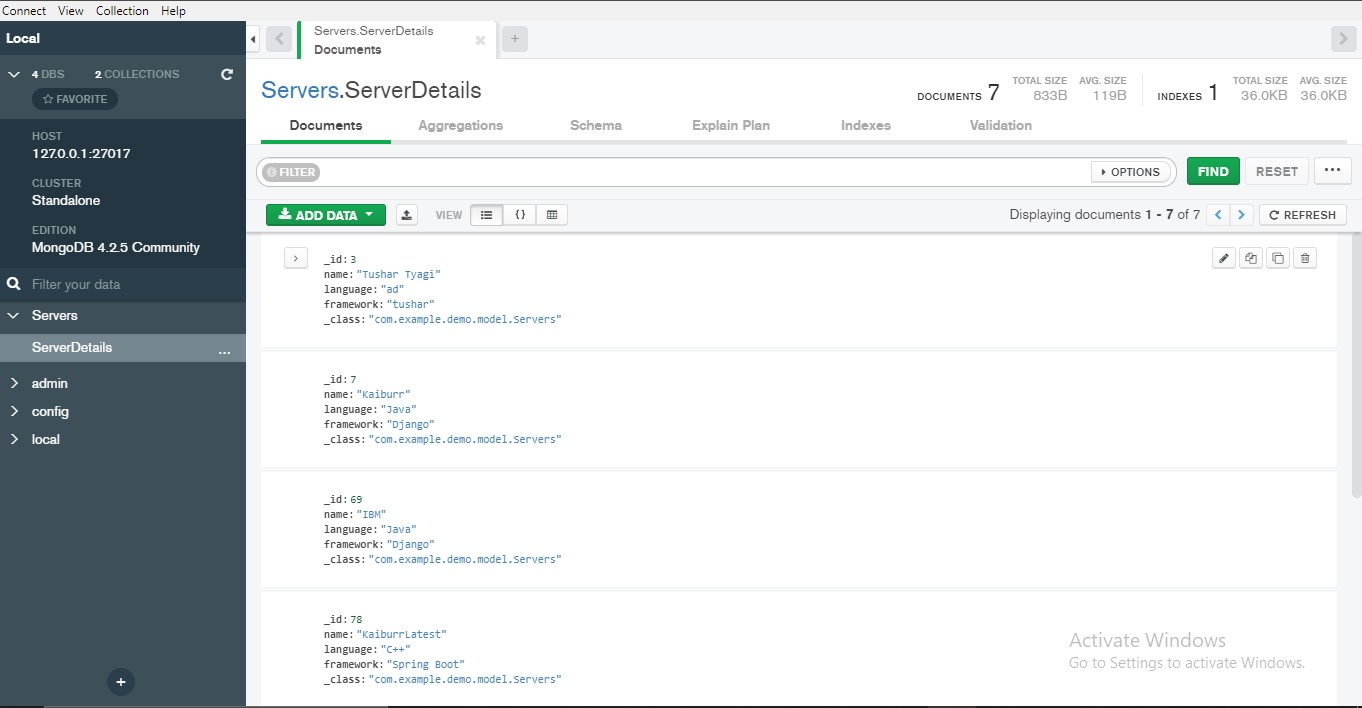 Connect View Collection Help
Local
4 DBS 2 COLLECTIONS
FAVORITE
HOST
127.0.0.1:27017
CLUSTER
Standalone
EDITION
MongoDB 4.2.5 Community
Filter your data
Servers
ServerDetails ...
admin
config
local
+
Servers.ServerDetails
Documents
+
Servers.ServerDetails
DOCUMENTS 7 TOTAL SIZE 833B AVG. SIZE 119B INDEXES 1 TOTAL SIZE 36.0KB AVG. SIZE 36.0KB
Documents Aggregations Schema Explain Plan Indexes Validation
FILTER OPTIONS FIND RESET ...
ADD DATA VIEW {} Displaying documents 1 - 7 of 7 < > REFRESH
_id: 3
name: "Tushar Tyagi"
language: "ad"
framework: "tushar"
_class: "com.example.demo.model.Servers"
_id: 7
name: "Kaiburr"
language: "Java"
framework: "Django"
_class: "com.example.demo.model.Servers"
_id: 69
name: "IBM"
language: "Java"
framework: "Django"
_class: "com.example.demo.model.Servers"
_id: 78
name: "KaiburrLatest"
language: "C++"
framework: "Spring Boot"
_class: "com.example.demo.model.Servers"
Activate Windows
Go to Settings to activate Windows.